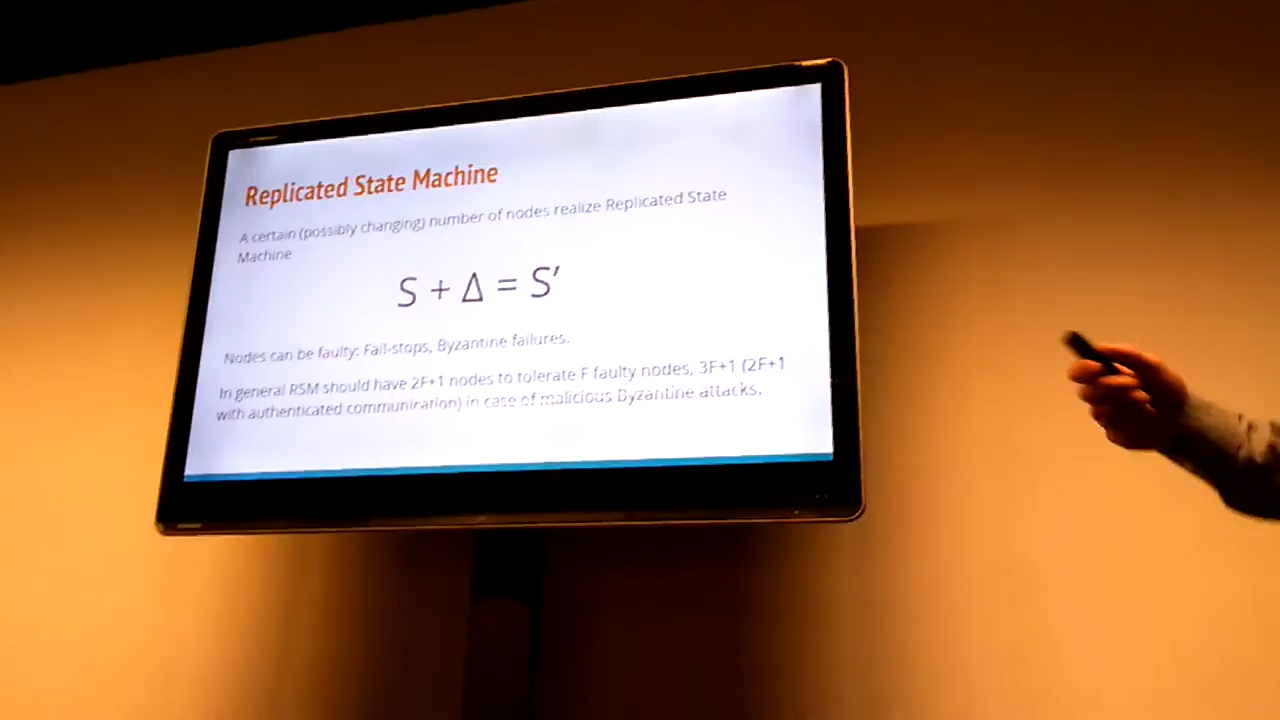 Replicated State Machine
A certain (possibly changing) number of nodes realize Replicated State
Machine
S + Δ = S′
Nodes can be faulty: Fail-stops, Byzantine failures.
In general RSM should have 2F+1 nodes to tolerate F faulty nodes, 3F+1 (2F+1
with authenticated communication) in case of malicious Byzantine attacks.